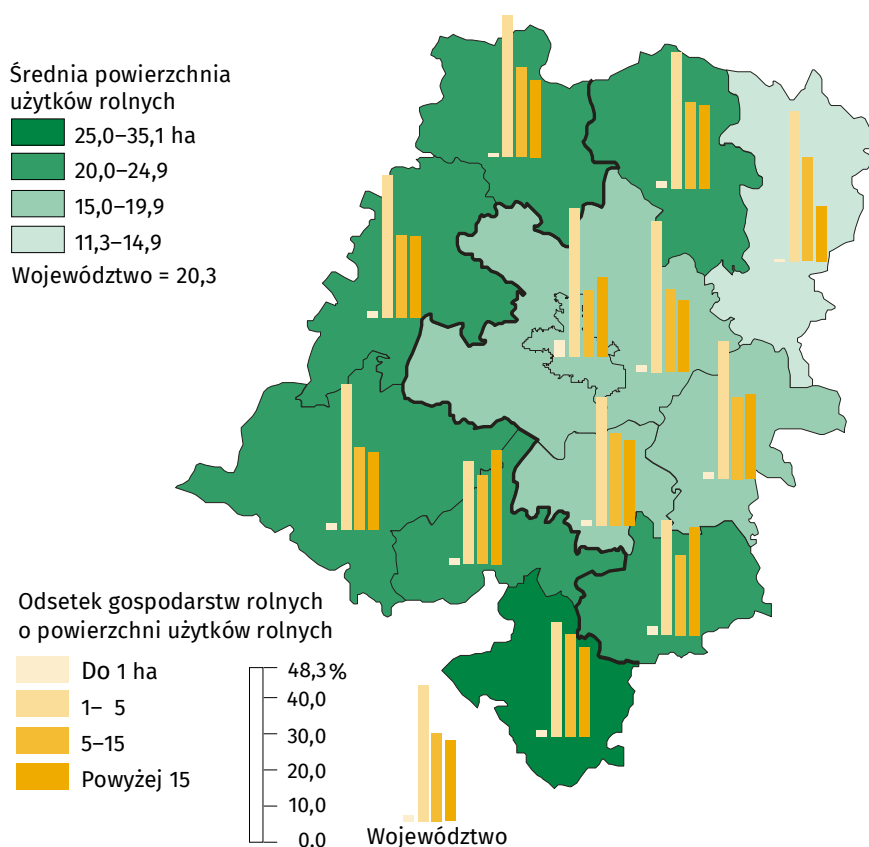 Średnia powierzchnia
użytków rolnych
25,0–35,1 ha
20,0–24,9
15,0–19,9
11,3–14,9
Województwo = 20,3
Odsetek gospodarstw rolnych
o powierzchni użytków rolnych
Do 1 ha
1– 5
5–15
Powyżej 15
48,3 %
40,0
30,0
20,0
10,0
0,0
Województwo